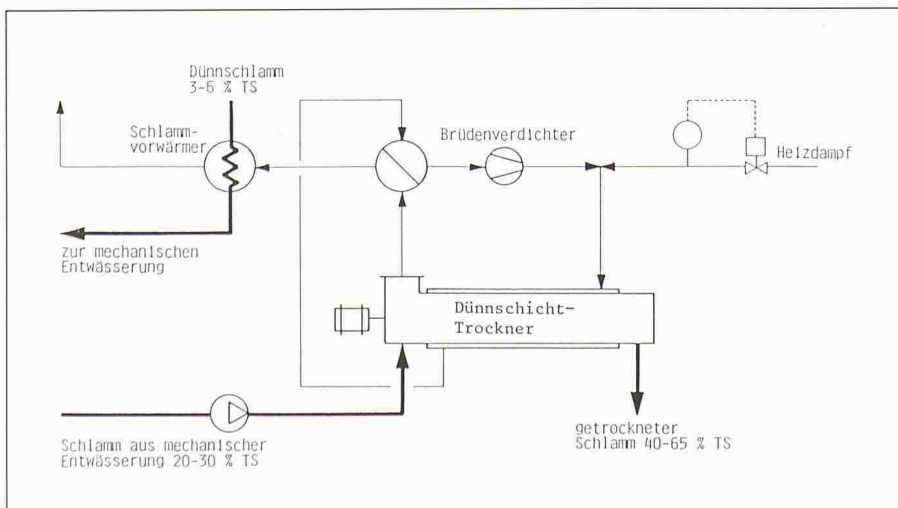 Dünnschlamm
3-6 % TS
Schlamm-
vorwärmer
Brüdenverdichter
Heizdampf
zur mechanischen
Entwässerung
Dünnschicht-
Trockner
Schlamm aus mechanischer
Entwässerung 20-30 % TS
getrockneter
Schlamm 40-65 % TS